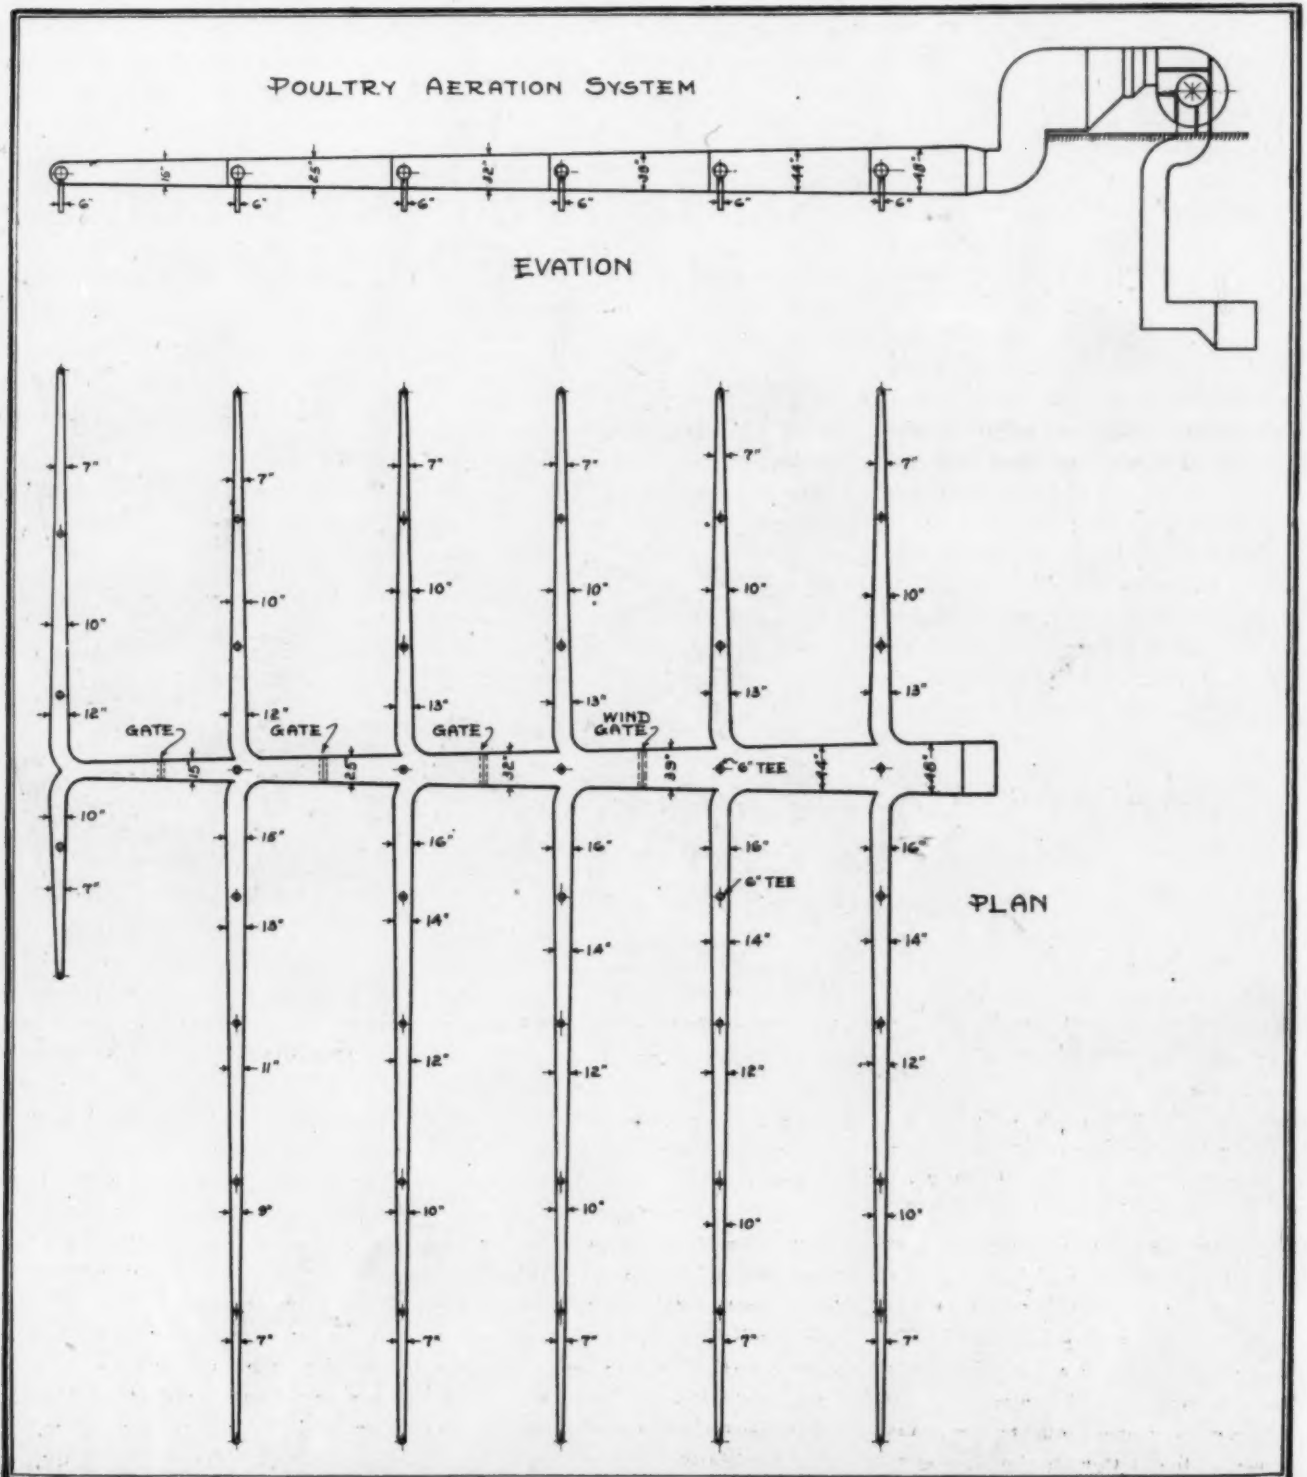 POULTRY AERATION SYSTEM
16" 25" 32" 39" 44" 48"
6" 6" 6" 6" 6" 6"
EVATION
7" 7" 7" 7" 7" 7"
10" 10" 10" 10" 10" 10"
12" 12" 13" 13" 13" 13"
GATE GATE GATE WIND GATE
15" 25" 32" 39" 44" 48"
6" TEE
10" 15" 16" 16" 16" 16"
6" TEE
7" 13" 14" 14" 14" 14"
PLAN
11" 12" 12" 12" 12"
9" 10" 10" 10" 10"
7" 7" 7" 7" 7"